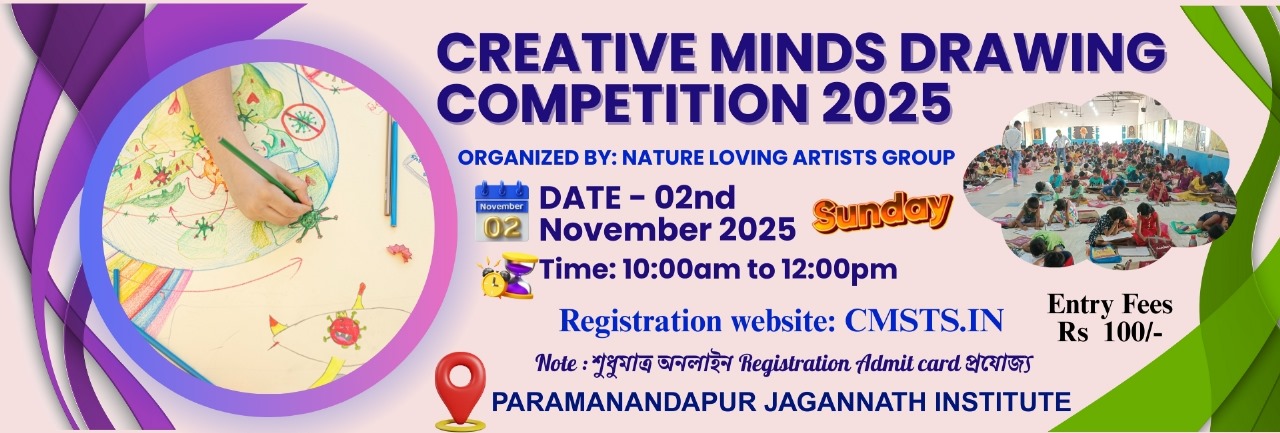 CREATIVE MINDS DRAWING
COMPETITION 2025
ORGANIZED BY: NATURE LOVING ARTISTS GROUP
November
02
DATE - 02nd
November 2025
Sunday
Time: 10:00am to 12:00pm
Registration website: CMSTS.IN
Entry Fees
Rs 100/-
Note : শুধুমাত্র অনলাইন Registration Admit card প্রযোজ্য
PARAMANANDAPUR JAGANNATH INSTITUTE